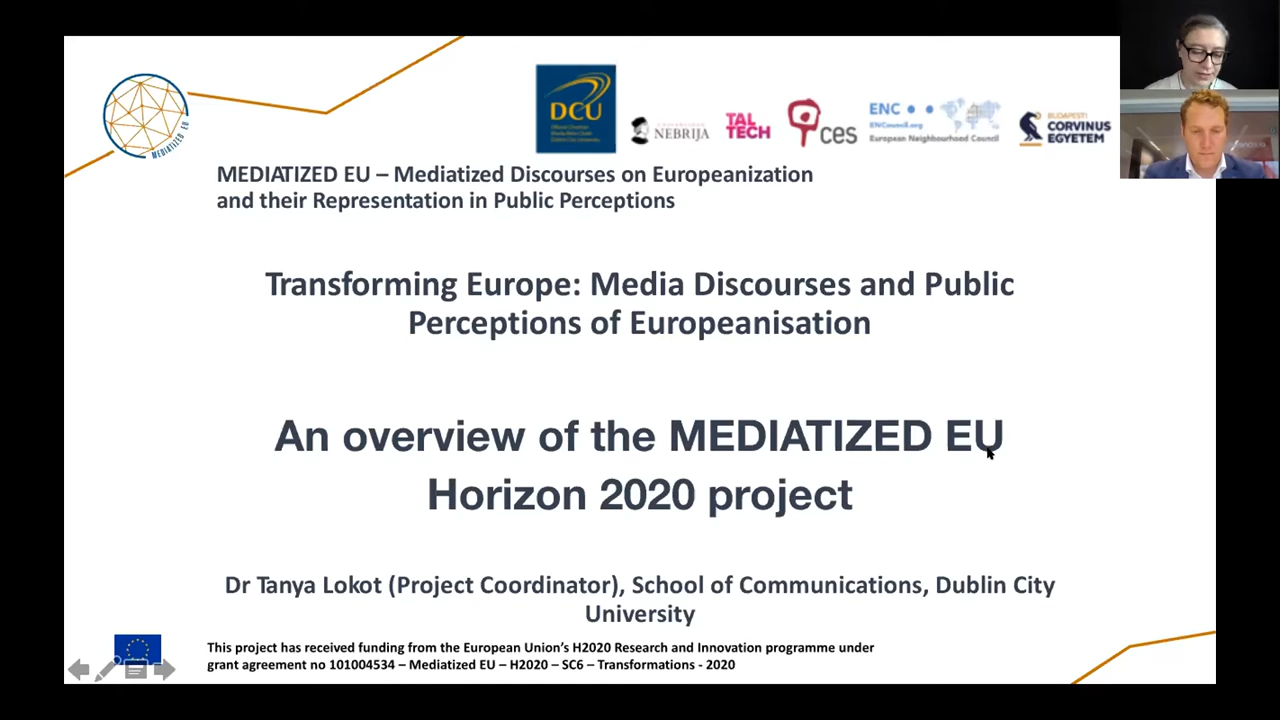 MEDIATIZED EU
DCU
NEBRIJA
TAL
TECH
ces
ENC
ENCouncil.org
European Neighbourhood Council
BUDAPESTI
CORVINUS
EGYETEM
MEDIATIZED EU – Mediatized Discourses on Europeanization
and their Representation in Public Perceptions
Transforming Europe: Media Discourses and Public
Perceptions of Europeanisation
An overview of the MEDIATIZED EU
Horizon 2020 project
Dr Tanya Lokot (Project Coordinator), School of Communications, Dublin City
University
This project has received funding from the European Union’s H2020 Research and Innovation programme under
grant agreement no 101004534 – Mediatized EU – H2020 – SC6 – Transformations - 2020